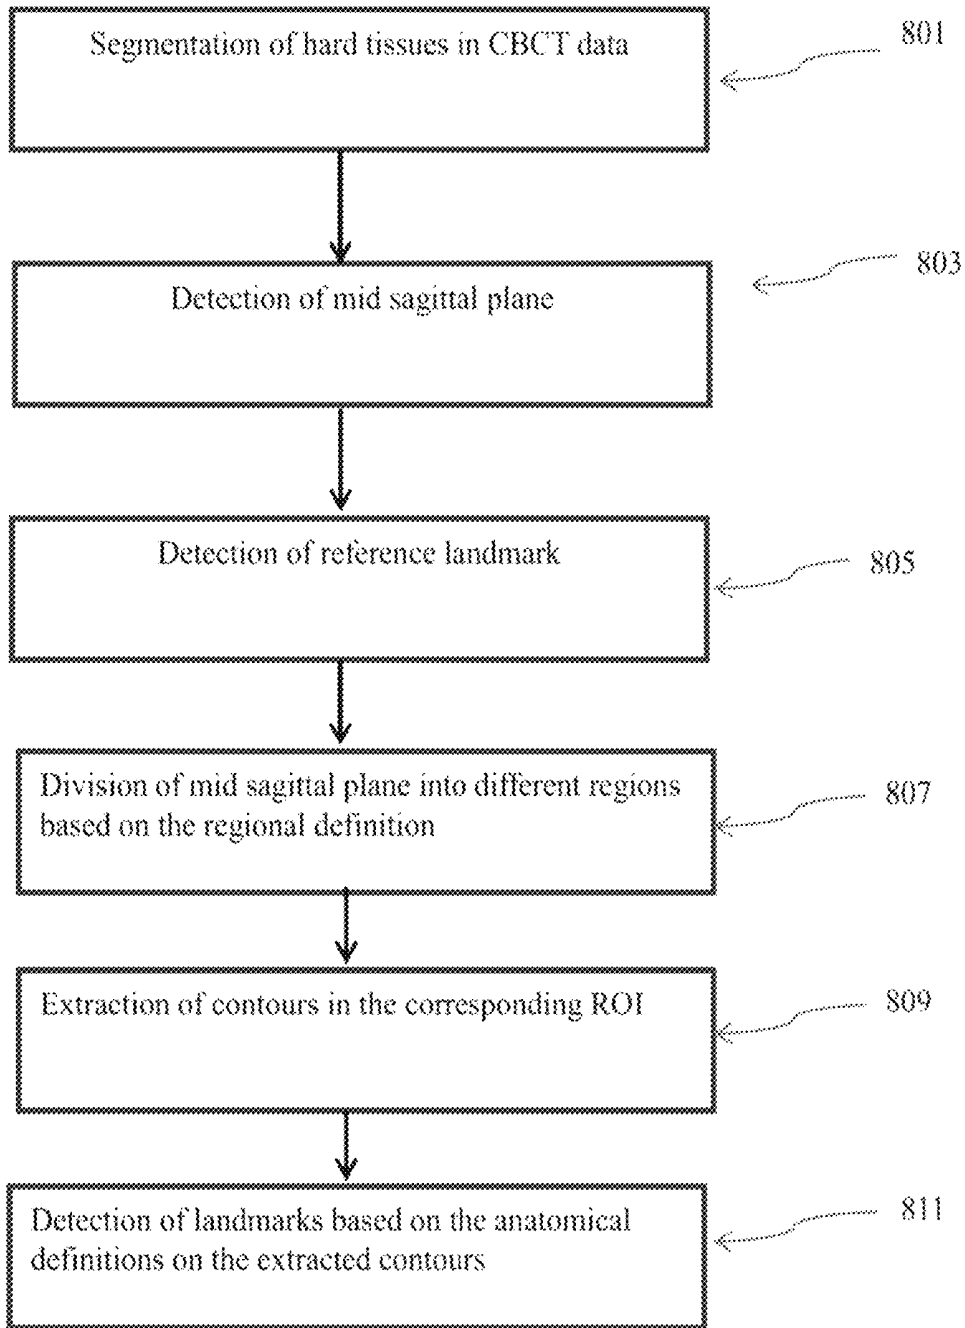 Segmentation of hard tissues in CBCT data
801
Detection of mid sagittal plane
803
Detection of reference landmark
805
Division of mid sagittal plane into different regions
based on the regional definition
807
Extraction of contours in the corresponding ROI
809
Detection of landmarks based on the anatomical
definitions on the extracted contours
811